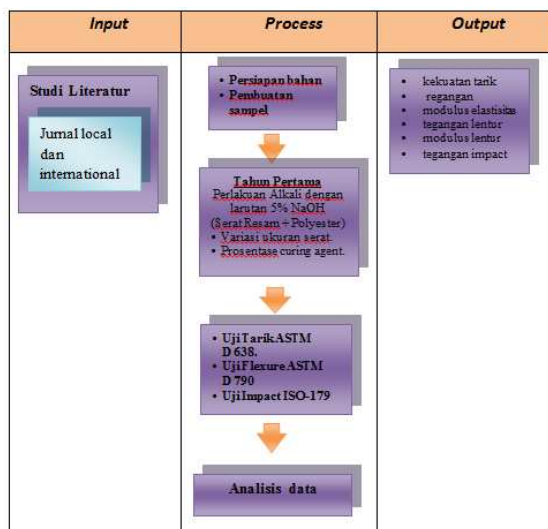 Input
Process
Output
Studi Literatur
Jurnal local
dan
international
• Persiapan bahan
• Pembuatan
sampel
Tahun Pertama
Perlakuan Alkali dengan
larutan 5% NaOH
(Serat Resam + Polyester)
• Variasi ukuran serat.
• Prosentase curing agent.
• Uji Tarik ASTM
D 638.
• Uji Flexure ASTM
D 790
• Uji Impact ISO-179
Analisis data
• kekuatan tarik
• regangan
• modulus elastisitas
• tegangan lentur
• modulus lentur
• tegangan impact